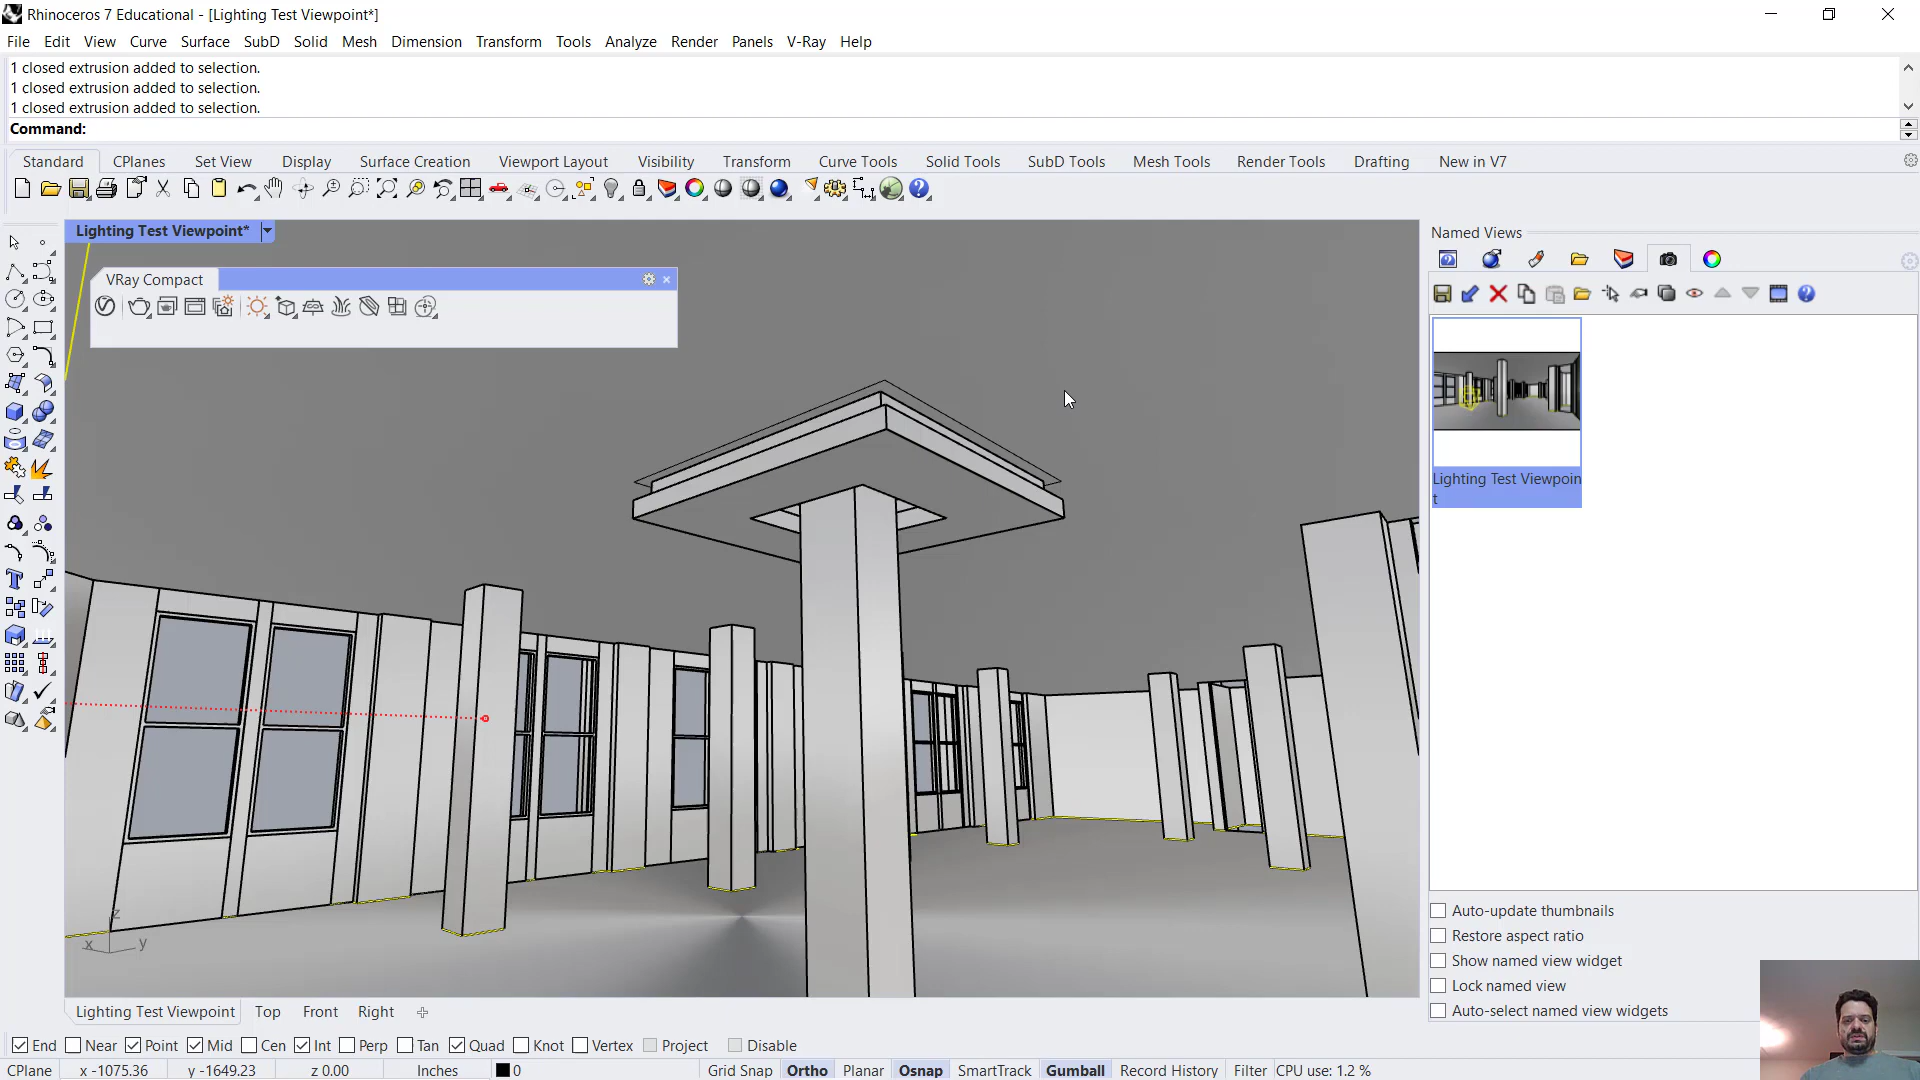 Rhinoceros 7 Educational - [Lighting Test Viewpoint*]
File Edit View Curve Surface SubD Solid Mesh Dimension Transform Tools Analyze Render Panels V-Ray Help
1 closed extrusion added to selection.
1 closed extrusion added to selection.
1 closed extrusion added to selection.
Command:
Standard CPlanes Set View Display Surface Creation Viewport Layout Visibility Transform Curve Tools Solid Tools SubD Tools Mesh Tools Render Tools Drafting New in V7
Lighting Test Viewpoint*
VRay Compact
Named Views
Lighting Test Viewpoin
t
z
x y
Auto-update thumbnails
Restore aspect ratio
Show named view widget
Lock named view
Auto-select named view widgets
Lighting Test Viewpoint Top Front Right
End Near Point Mid Cen Int Perp Tan Quad Knot Vertex Project Disable
CPlane x -1075.36 y -1649.23 z 0.00 Inches 0 Grid Snap Ortho Planar Osnap SmartTrack Gumball Record History Filter CPU use: 1.2 %